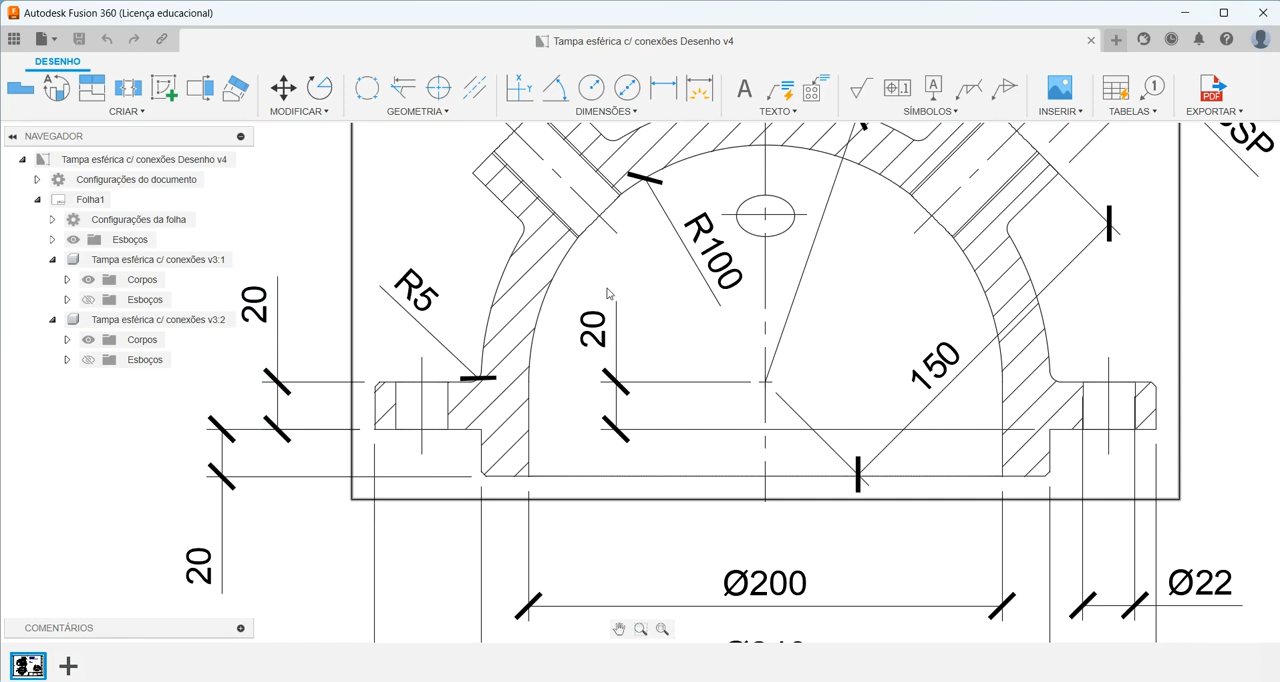 Autodesk Fusion 360 (Licença educacional)
Tampa esférica c/ conexões Desenho v4
DESENHO
CRIAR
MODIFICAR
GEOMETRIA
DIMENSÕES
TEXTO
SÍMBOLOS
INSERIR
TABELAS
PDF
EXPORTAR
NAVEGADOR
Tampa esférica c/ conexões Desenho v4
Configurações do documento
Folha1
Configurações da folha
Esboços
Tampa esférica c/ conexões v3:1
Corpos
Esboços
Tampa esférica c/ conexões v3:2
Corpos
Esboços
COMENTÁRIOS
R5
R100
20
20
150
20
Ø200
Ø22